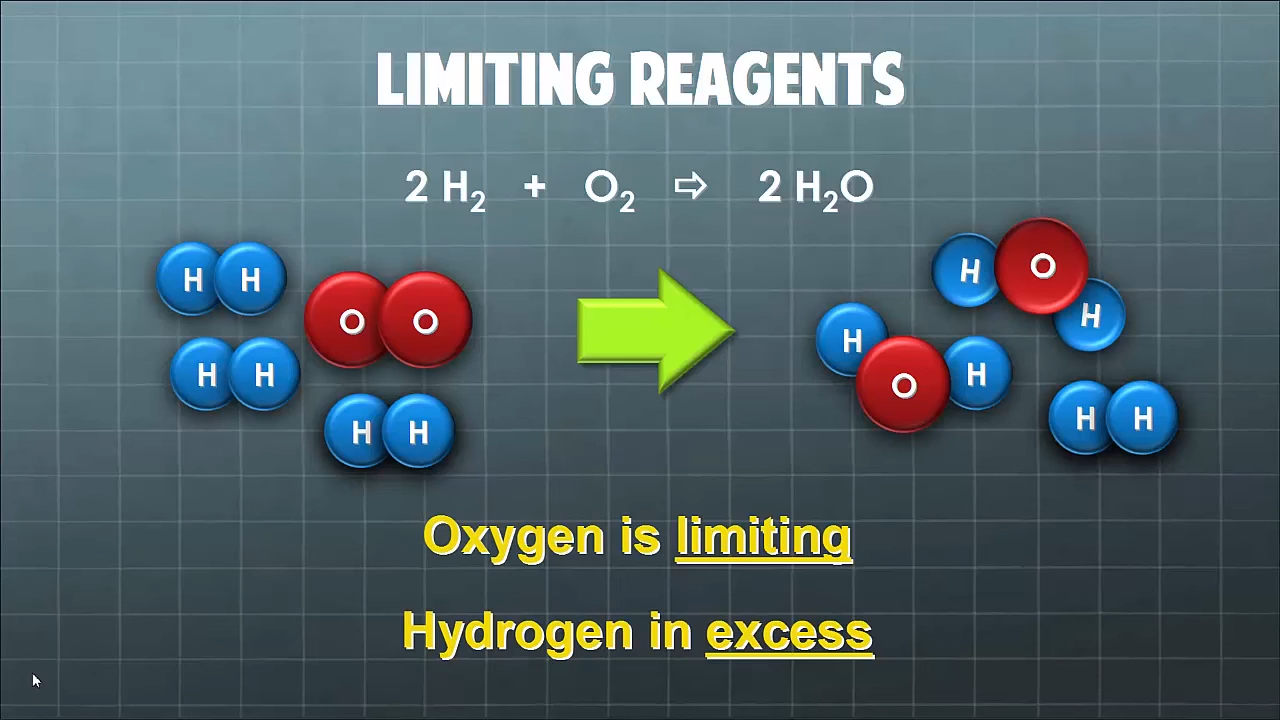 LIMITING REAGENTS
2 H₂ + O₂ ⇨ 2 H₂O
H O
H H O O H
H
H H O H
H H H H
Oxygen is limiting
Hydrogen in excess